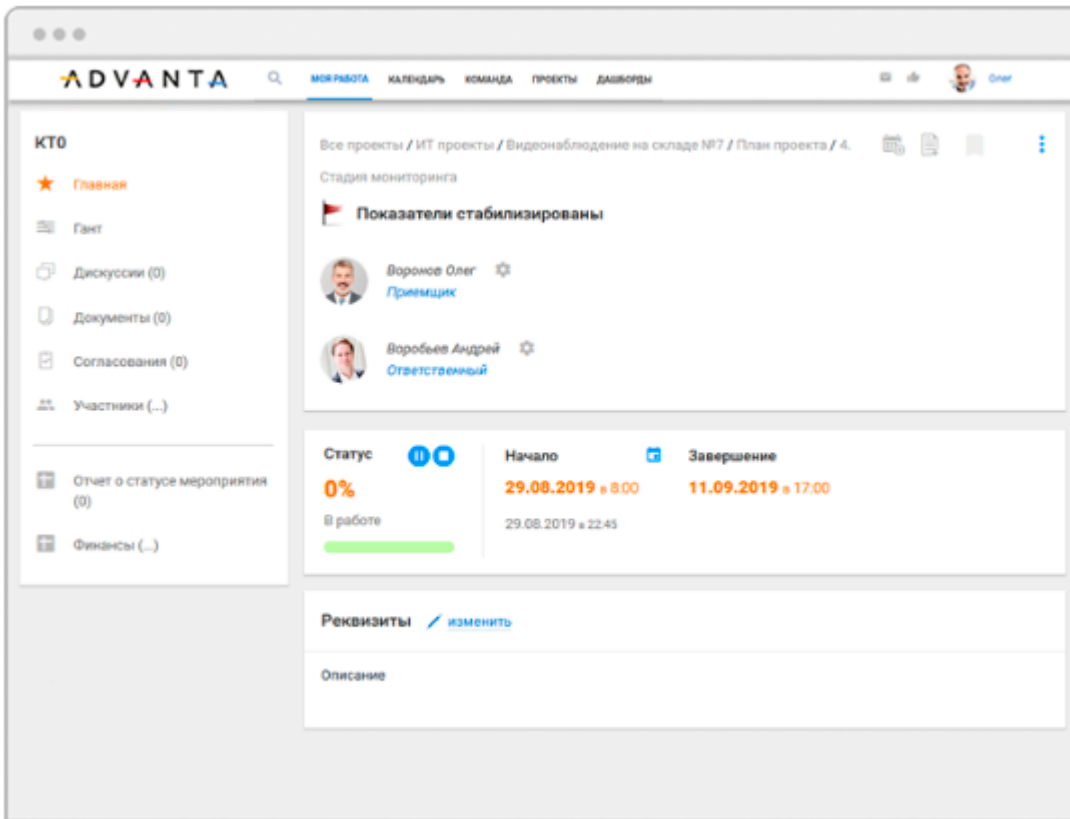 ADVANTA
МОЯ РАБОТА КАЛЕНДАРЬ КОМАНДА ПРОЕКТЫ ДАШБОРДЫ
Олег
КТ0
Главная
Гант
Дискуссии (0)
Документы (0)
Согласования (0)
Участники (...)
Отчет о статусе мероприятия
(0)
Финансы (...)
Все проекты / ИТ проекты / Видеонаблюдение на складе №7 / План проекта / 4.
Стадия мониторинга
Показатели стабилизированы
Воронов Олег
Приемщик
Воробьев Андрей
Ответственный
Статус
0%
В работе
Начало
29.08.2019 в 8:00
29.08.2019 в 22:45
Завершение
11.09.2019 в 17:00
Реквизиты изменить
Описание